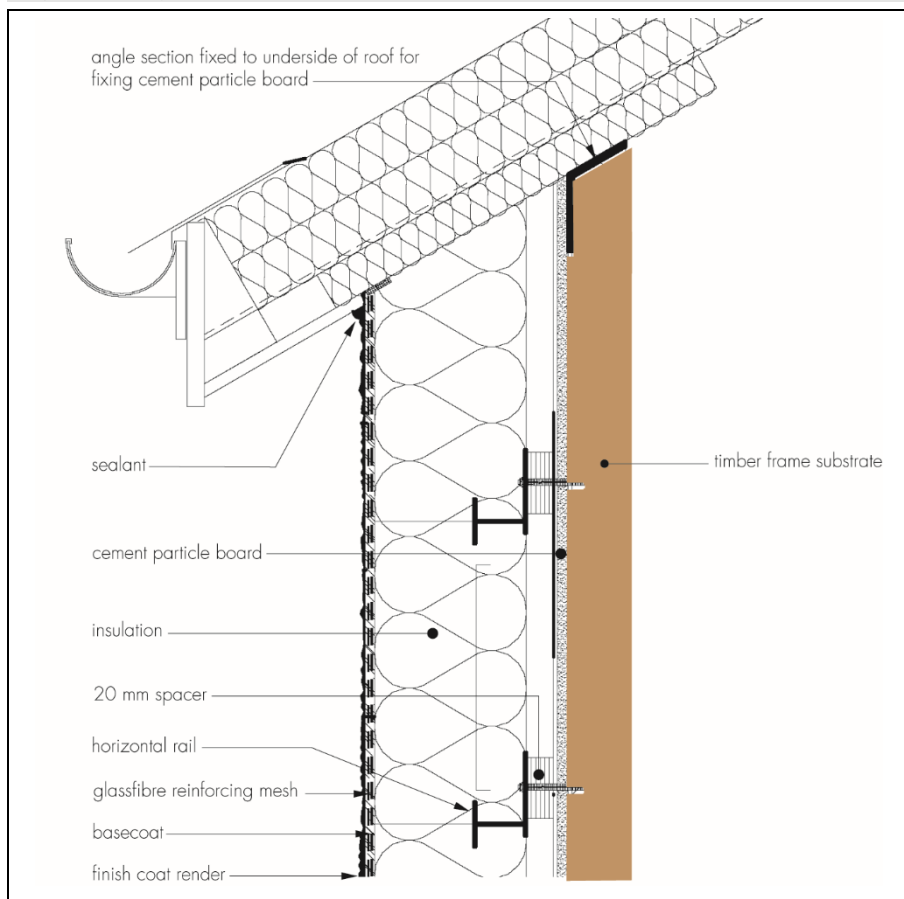 angle section fixed to underside of roof for
fixing cement particle board
sealant
timber frame substrate
cement particle board
insulation
20 mm spacer
horizontal rail
glassfibre reinforcing mesh
basecoat
finish coat render